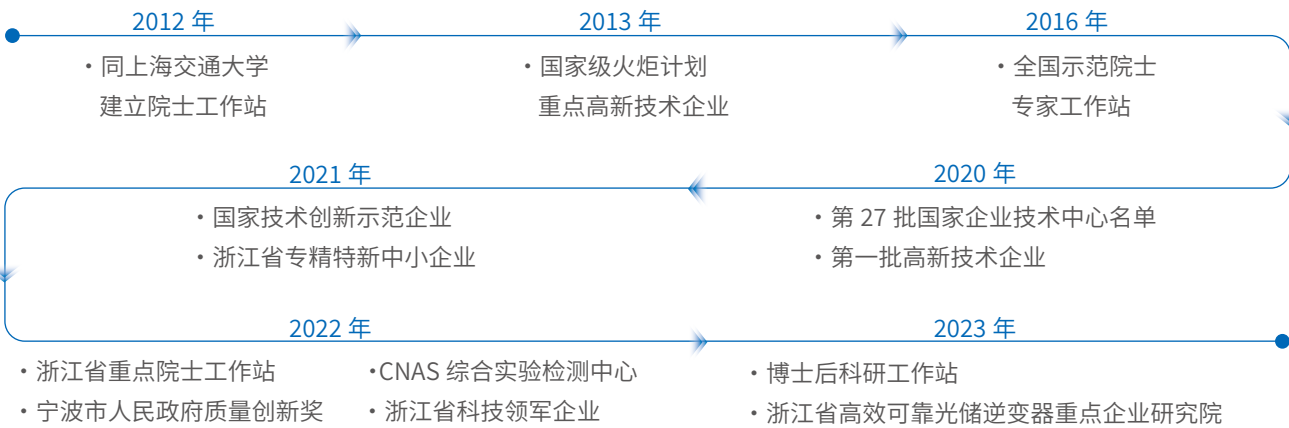 2012 年
2013 年
2016 年
・同上海交通大学
建立院士工作站
・国家级火炬计划
重点高新技术企业
・全国示范院士
专家工作站
2021 年
2020 年
・国家技术创新示范企业
・浙江省专精特新中小企业
・第 27 批国家企业技术中心名单
・第一批高新技术企业
2022 年
2023 年
・浙江省重点院士工作站
・宁波市人民政府质量创新奖
・CNAS 综合实验检测中心
・浙江省科技领军企业
・博士后科研工作站
・浙江省高效可靠光储逆变器重点企业研究院